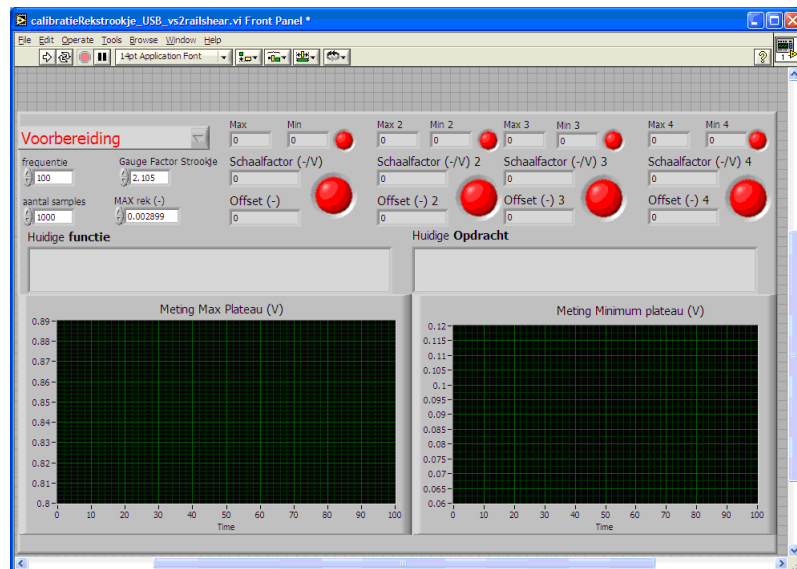 calibratieRekstrookje_USB_vs2railshear.vi Front Panel *
File Edit Operate Tools Browse Window Help
14pt Application Font
?
1
Voorbereiding
Max Min Max 2 Min 2 Max 3 Min 3 Max 4 Min 4
0 0 0 0 0 0 0 0
frequentie Gauge Factor Strookje Schaalfactor (-/V) Schaalfactor (-/V) 2 Schaalfactor (-/V) 3 Schaalfactor (-/V) 4
100 2.105 0 0 0 0
aantal samples MAX rek (-) Offset (-) Offset (-) 2 Offset (-) 3 Offset (-) 4
1000 0.002899 0 0 0 0
Huidige functie Huidige Opdracht
Meting Max Plateau (V)
0.89
0.88
0.87
0.86
0.85
0.84
0.83
0.82
0.81
0.8
0 10 20 30 40 50 60 70 80 90 100
Time
Meting Minimum plateau (V)
0.12
0.115
0.11
0.105
0.1
0.095
0.09
0.085
0.08
0.075
0.07
0.065
0.06
0 10 20 30 40 50 60 70 80 90 100
Time